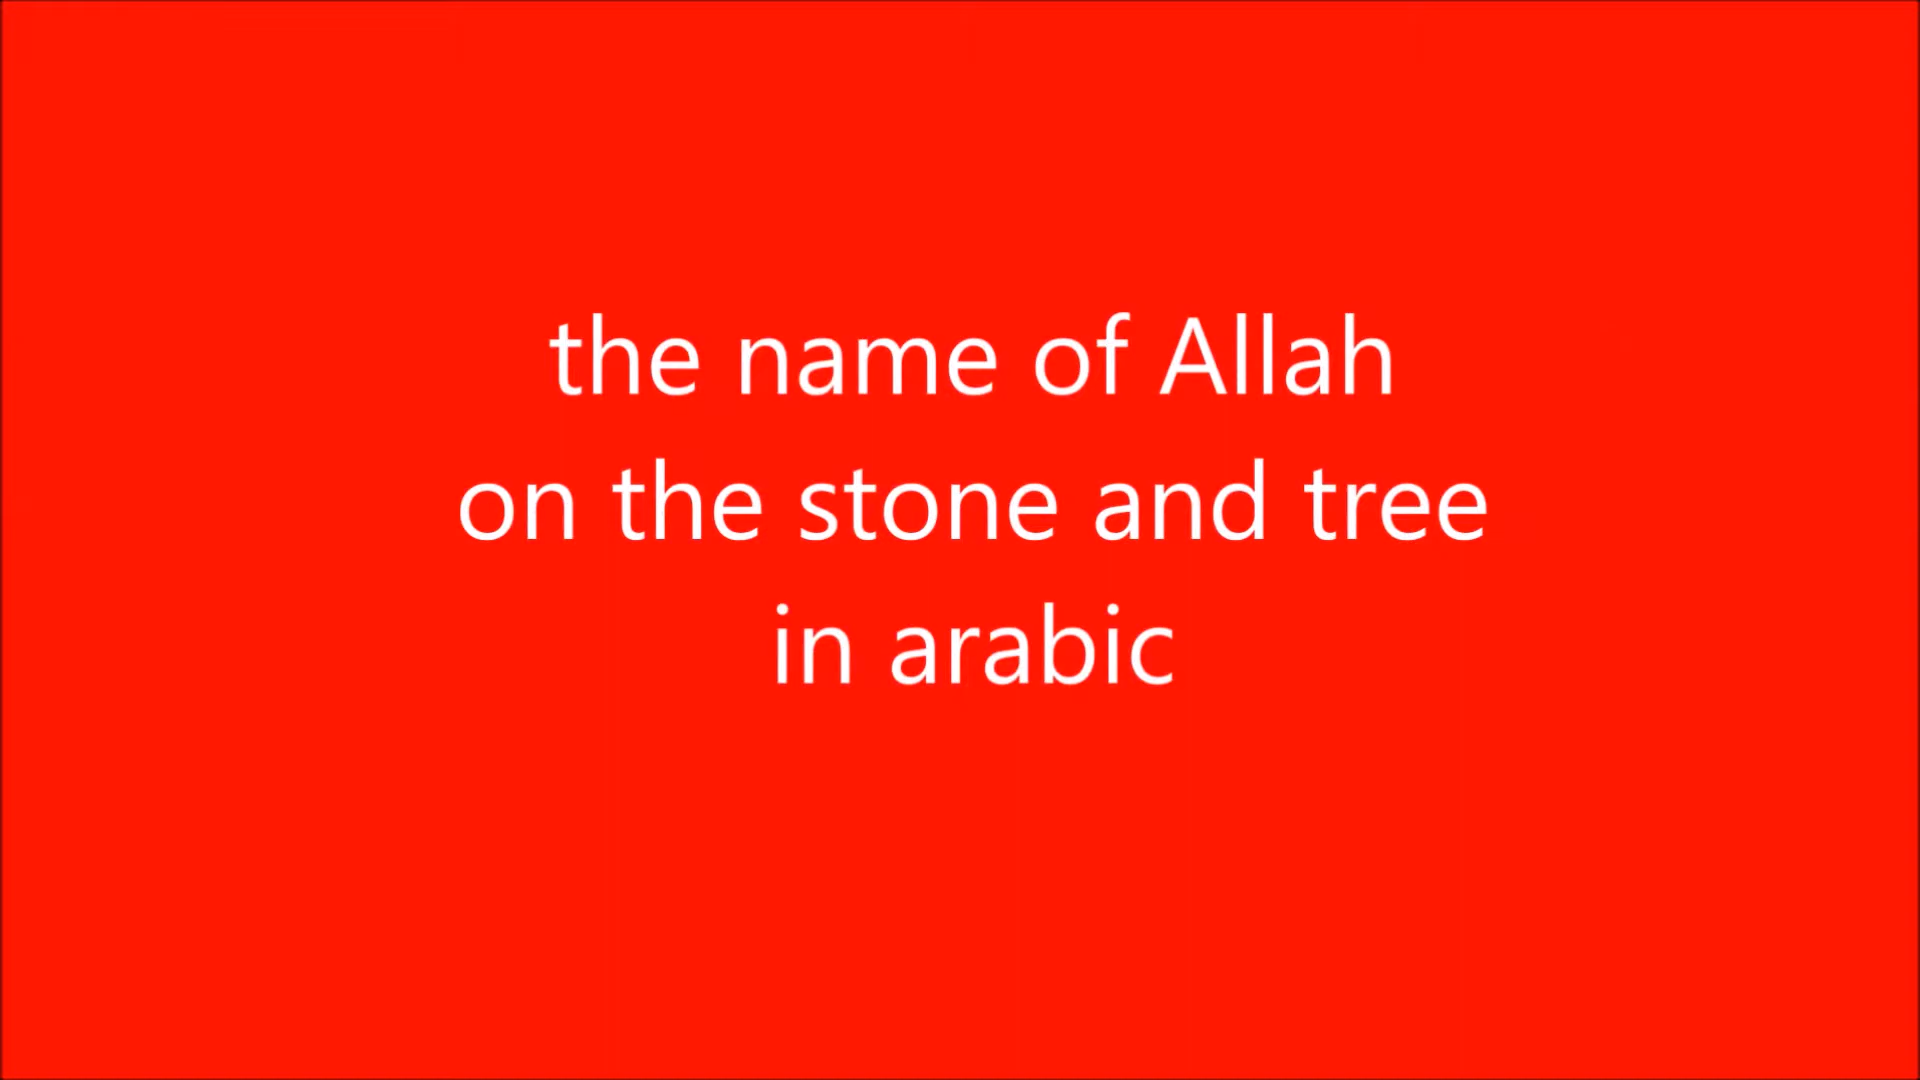 the name of Allah
on the stone and tree
in arabic